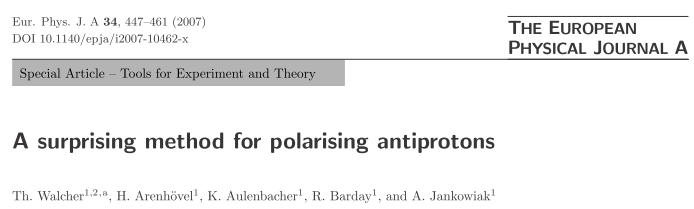 Eur. Phys. J. A 34, 447–461 (2007)
DOI 10.1140/epja/i2007-10462-x
THE EUROPEAN
PHYSICAL JOURNAL A
Special Article – Tools for Experiment and Theory
A surprising method for polarising antiprotons
Th. Walcher1,2,a, H. Arenhövel1, K. Aulenbacher1, R. Barday1, and A. Jankowiak1